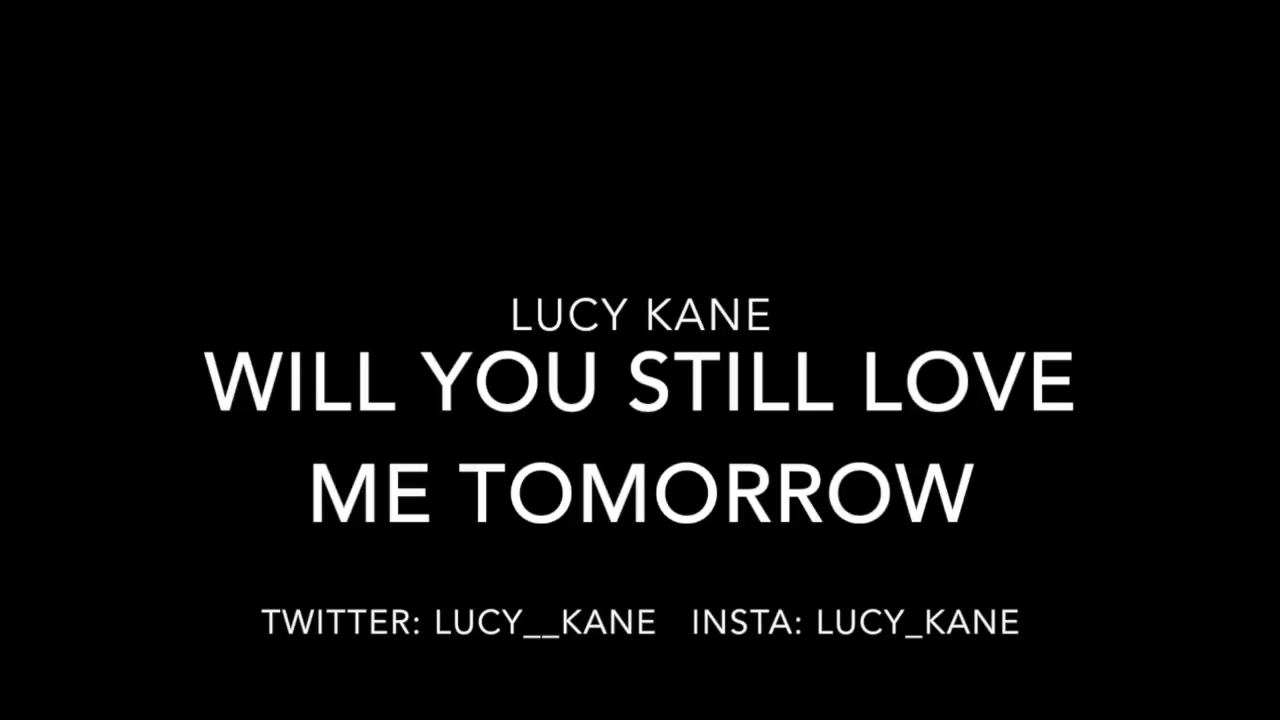 LUCY KANE
WILL YOU STILL LOVE
ME TOMORROW
TWITTER: LUCY__KANE INSTA: LUCY_KANE